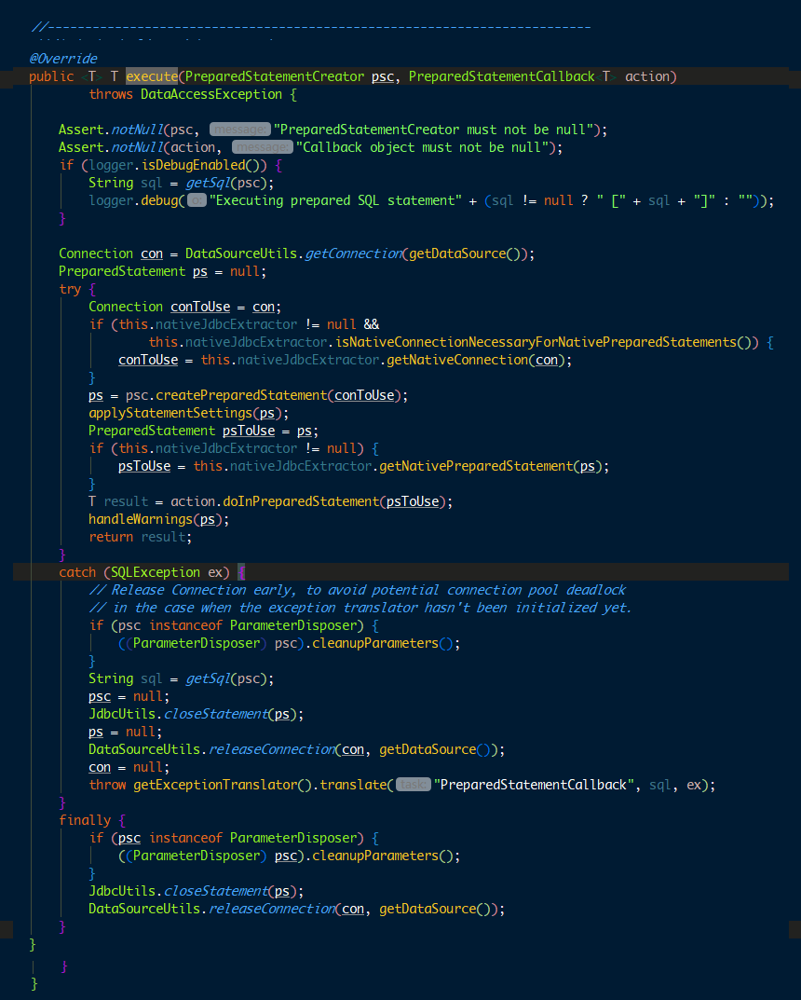 //-------------------------------------------------------------------------
@Override
public <T> T execute(PreparedStatementCreator psc, PreparedStatementCallback<T> action)
        throws DataAccessException {

    Assert.notNull(psc, message: "PreparedStatementCreator must not be null");
    Assert.notNull(action, message: "Callback object must not be null");
    if (logger.isDebugEnabled()) {
        String sql = getSql(psc);
        logger.debug(o: "Executing prepared SQL statement" + (sql != null ? " [" + sql + "]" : ""));
    }

    Connection con = DataSourceUtils.getConnection(getDataSource());
    PreparedStatement ps = null;
    try {
        Connection conToUse = con;
        if (this.nativeJdbcExtractor != null &&
                this.nativeJdbcExtractor.isNativeConnectionNecessaryForNativePreparedStatements()) {
            conToUse = this.nativeJdbcExtractor.getNativeConnection(con);
        }
        ps = psc.createPreparedStatement(conToUse);
        applyStatementSettings(ps);
        PreparedStatement psToUse = ps;
        if (this.nativeJdbcExtractor != null) {
            psToUse = this.nativeJdbcExtractor.getNativePreparedStatement(ps);
        }
        T result = action.doInPreparedStatement(psToUse);
        handleWarnings(ps);
        return result;
    }
    catch (SQLException ex) {
        // Release Connection early, to avoid potential connection pool deadlock
        // in the case when the exception translator hasn't been initialized yet.
        if (psc instanceof ParameterDisposer) {
            ((ParameterDisposer) psc).cleanupParameters();
        }
        String sql = getSql(psc);
        psc = null;
        JdbcUtils.closeStatement(ps);
        ps = null;
        DataSourceUtils.releaseConnection(con, getDataSource());
        con = null;
        throw getExceptionTranslator().translate(task: "PreparedStatementCallback", sql, ex);
    }
    finally {
        if (psc instanceof ParameterDisposer) {
            ((ParameterDisposer) psc).cleanupParameters();
        }
        JdbcUtils.closeStatement(ps);
        DataSourceUtils.releaseConnection(con, getDataSource());
    }
}
    }
}